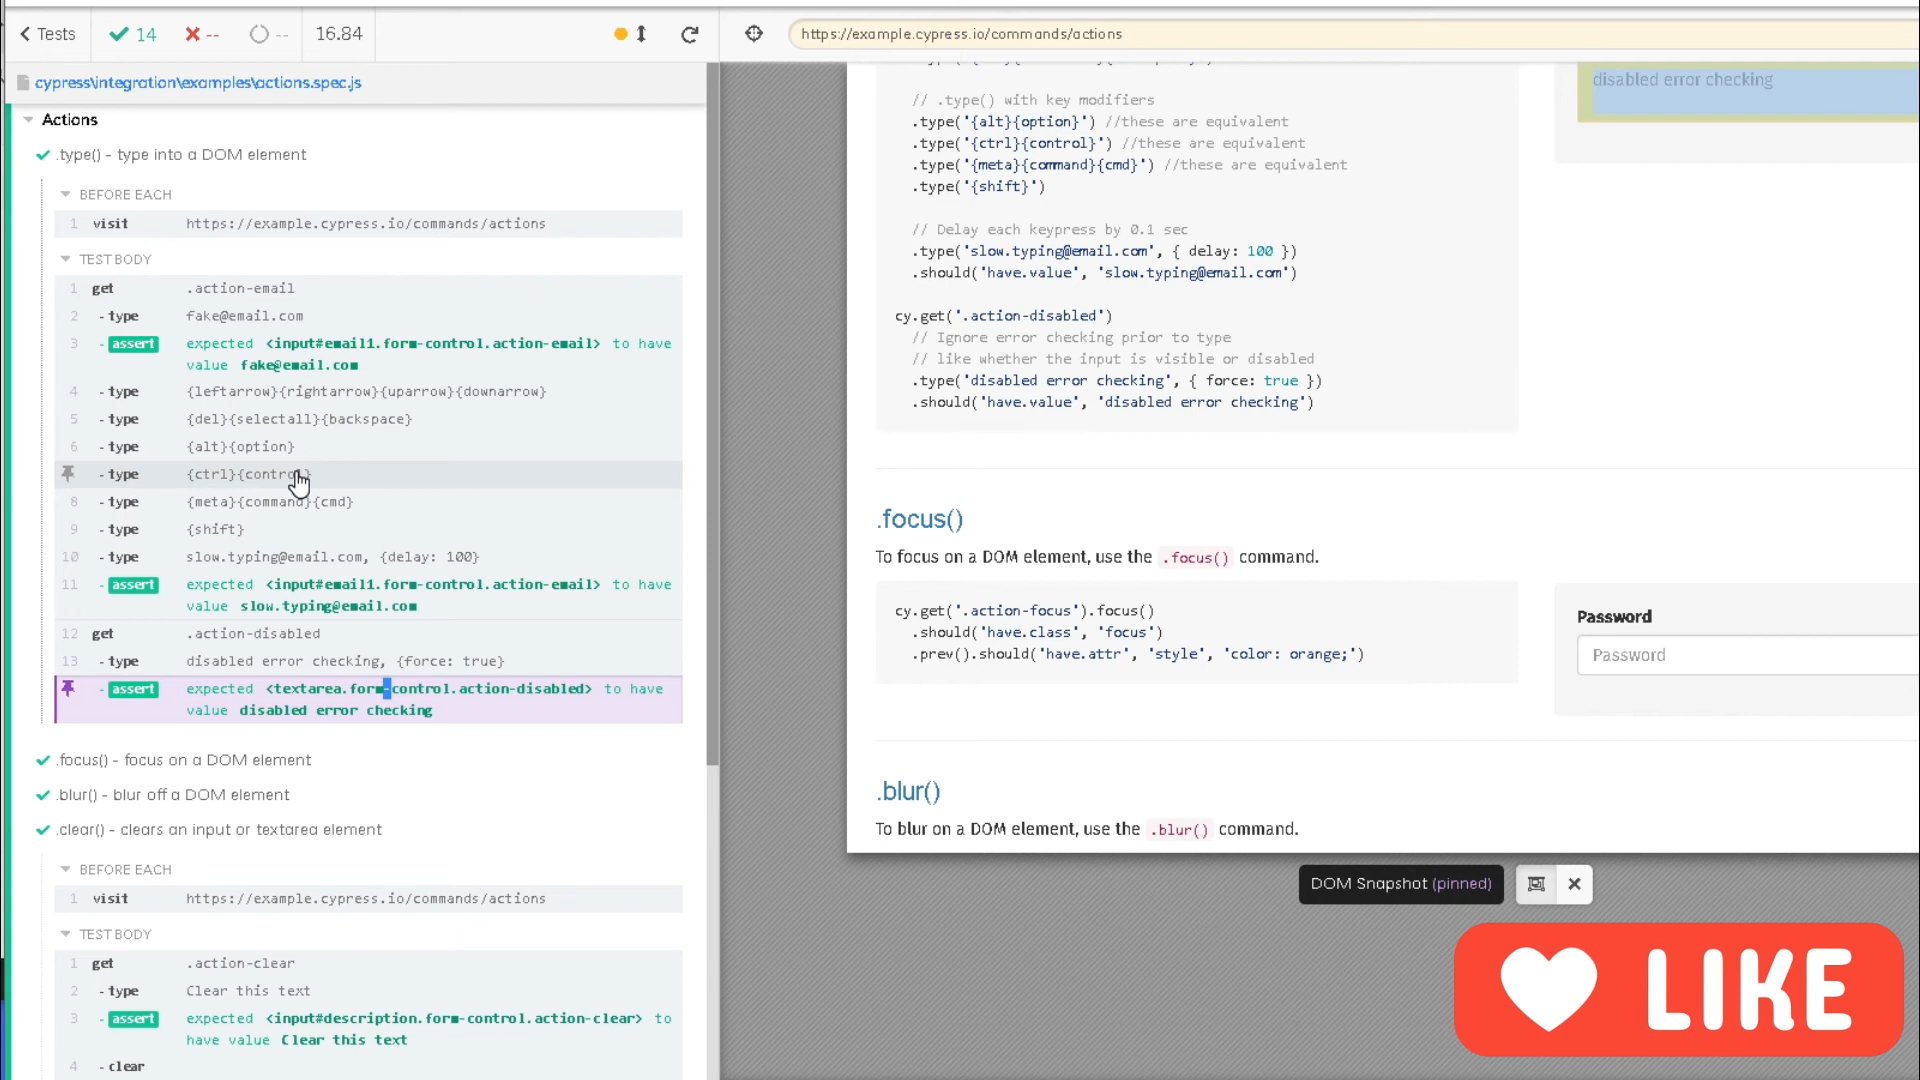 Tests
14
--
--
16.84
https://example.cypress.io/commands/actions
cypress\integration\examples\actions.spec.js
Actions
.type() - type into a DOM element
BEFORE EACH
1 visit https://example.cypress.io/commands/actions
TEST BODY
1 get .action-email
2 -type fake@email.com
3 -assert expected <input#email1.form-control.action-email> to have
value fake@email.com
4 -type {leftarrow}{rightarrow}{uparrow}{downarrow}
5 -type {del}{selectall}{backspace}
6 -type {alt}{option}
-type {ctrl}{control}
8 -type {meta}{command}{cmd}
9 -type {shift}
10 -type slow.typing@email.com, {delay: 100}
11 -assert expected <input#email1.form-control.action-email> to have
value slow.typing@email.com
12 get .action-disabled
13 -type disabled error checking, {force: true}
-assert expected <textarea.form-control.action-disabled> to have
value disabled error checking
.focus() - focus on a DOM element
.blur() - blur off a DOM element
.clear() - clears an input or textarea element
BEFORE EACH
1 visit https://example.cypress.io/commands/actions
TEST BODY
1 get .action-clear
2 -type Clear this text
3 -assert expected <input#description.form-control.action-clear> to
have value Clear this text
4 -clear
disabled error checking
// .type() with key modifiers
.type('{alt}{option}') //these are equivalent
.type('{ctrl}{control}') //these are equivalent
.type('{meta}{command}{cmd}') //these are equivalent
.type('{shift}')
// Delay each keypress by 0.1 sec
.type('slow.typing@email.com', { delay: 100 })
.should('have.value', 'slow.typing@email.com')
cy.get('.action-disabled')
// Ignore error checking prior to type
// like whether the input is visible or disabled
.type('disabled error checking', { force: true })
.should('have.value', 'disabled error checking')
.focus()
To focus on a DOM element, use the .focus() command.
cy.get('.action-focus').focus()
.should('have.class', 'focus')
.prev().should('have.attr', 'style', 'color: orange;')
Password
Password
.blur()
To blur on a DOM element, use the .blur() command.
DOM Snapshot (pinned)
LIKE